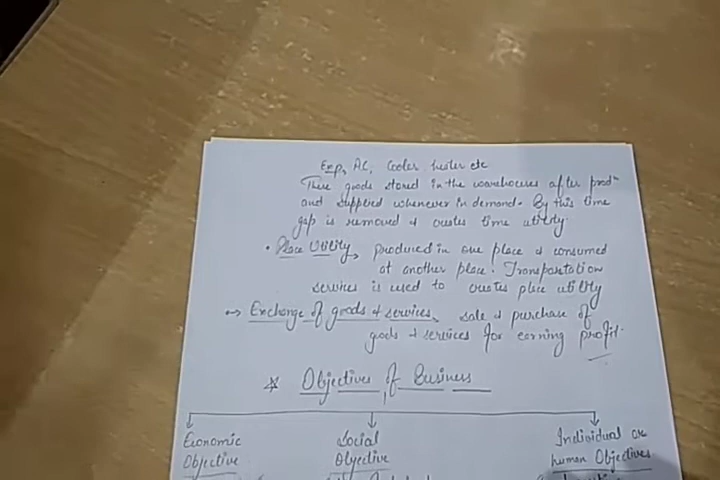 Exp, AC, Cooler, heater etc
These goods stored in the warehouses after prodⁿ
and supplied whenever in demand. By this time
gap is removed & creates time utility.
• Place Utility, produced in one place & consumed
at another place. Transpostation
services is used to creates place utility
↔ Exchange of goods & services, sale & purchase of
goods & services for earning profit.
☆ Objectives of Business
Economic Social Individual or
Objective Objective human Objectives